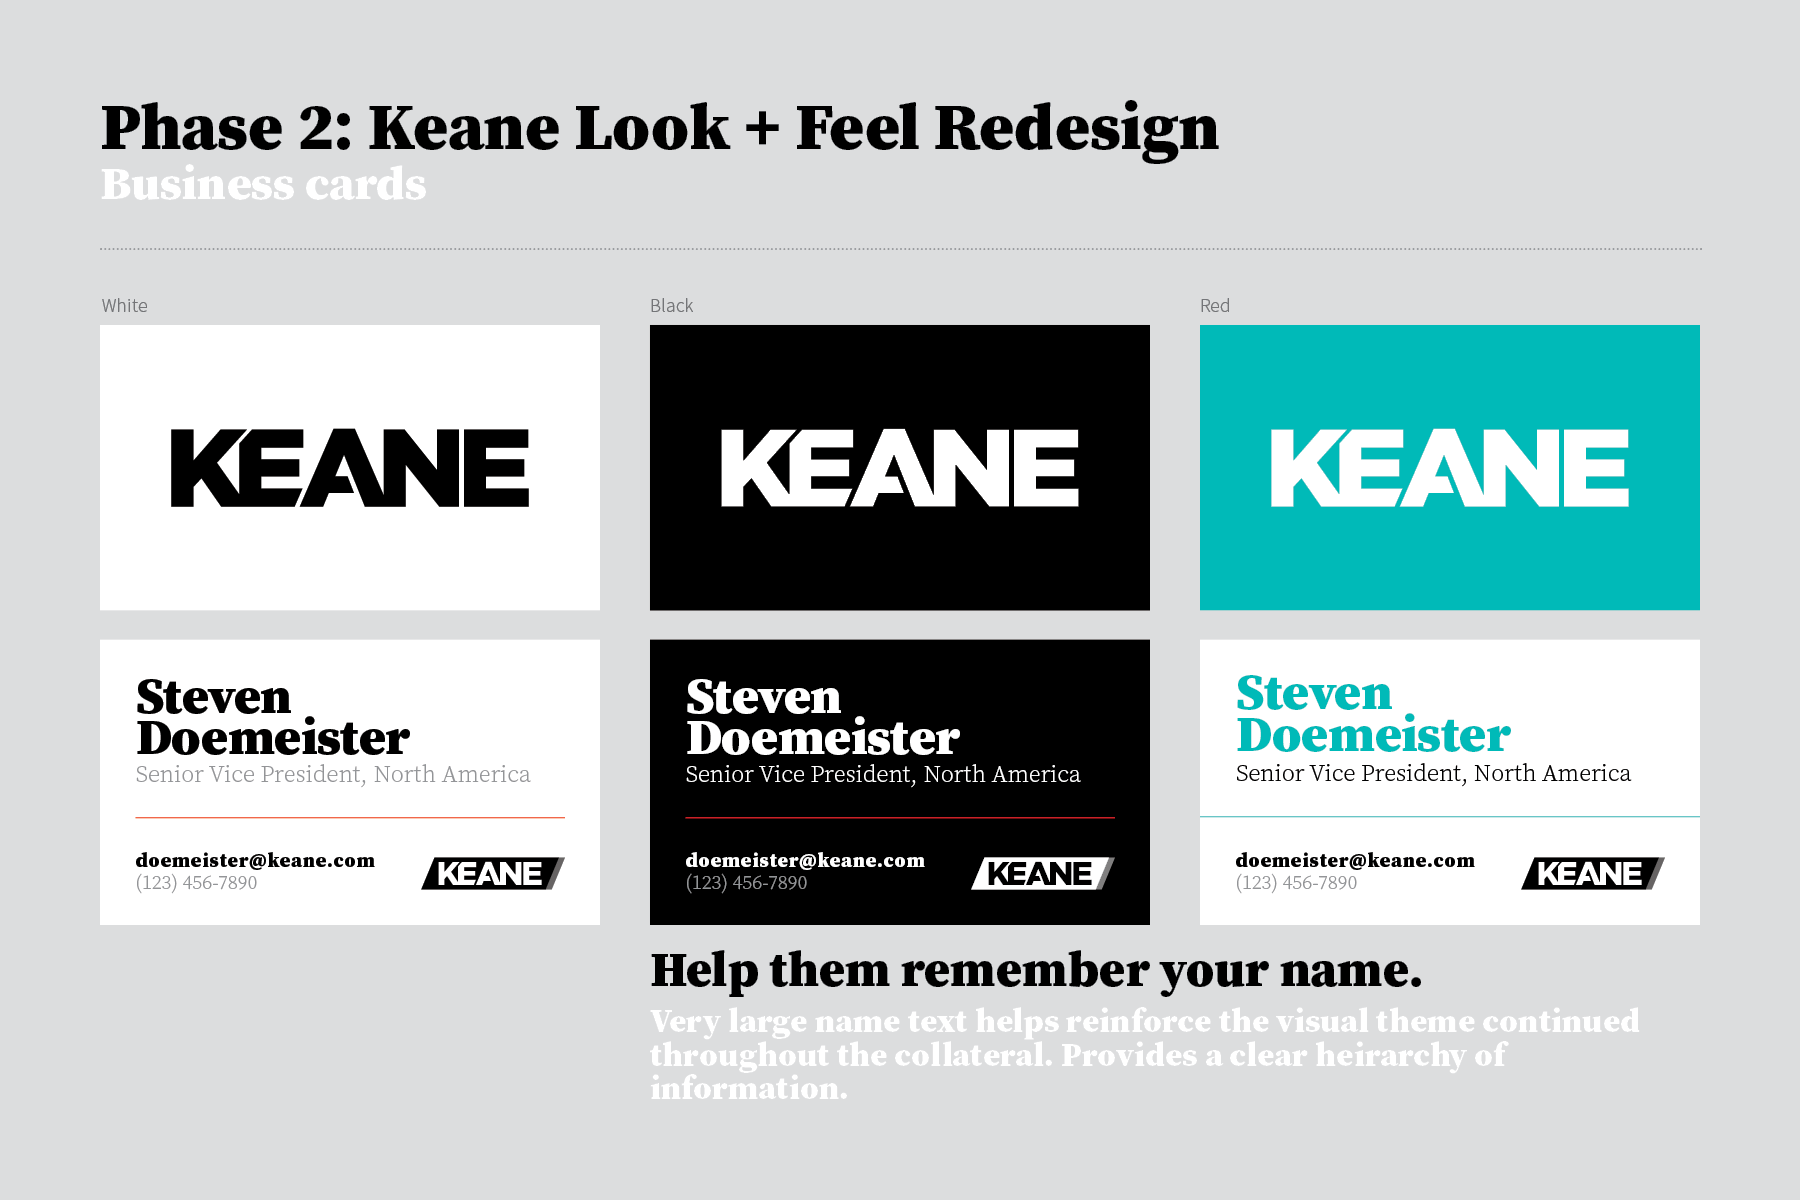 Phase 2: Keane Look + Feel Redesign
Business cards
White
Black
Red
KEANE
KEANE
KEANE
Steven
Doemeister
Senior Vice President, North America
doemeister@keane.com
(123) 456-7890
KEANE
Steven
Doemeister
Senior Vice President, North America
doemeister@keane.com
(123) 456-7890
KEANE
Steven
Doemeister
Senior Vice President, North America
doemeister@keane.com
(123) 456-7890
KEANE
Help them remember your name.
Very large name text helps reinforce the visual theme continued
throughout the collateral. Provides a clear heirarchy of
information.